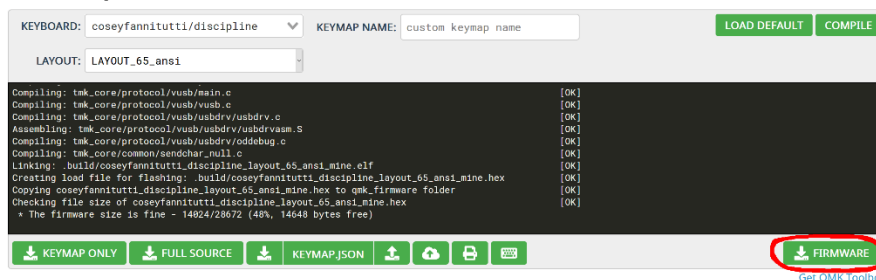 KEYBOARD: coseyfannitutti/discipline KEYMAP NAME: custom keymap name LOAD DEFAULT COMPILE
LAYOUT: LAYOUT_65_ansi
Compiling: tmk_core/protocol/vusb/main.c [OK]
Compiling: tmk_core/protocol/vusb/vusb.c [OK]
Compiling: tmk_core/protocol/vusb/usbdrv/usbdrv.c [OK]
Assembling: tmk_core/protocol/vusb/usbdrv/usbdrvasm.S [OK]
Compiling: tmk_core/protocol/vusb/usbdrv/oddebug.c [OK]
Compiling: tmk_core/common/sendchar_null.c [OK]
Linking: .build/coseyfannitutti_discipline_layout_65_ansi_mine.elf [OK]
Creating load file for flashing: .build/coseyfannitutti_discipline_layout_65_ansi_mine.hex [OK]
Copying coseyfannitutti_discipline_layout_65_ansi_mine.hex to qmk_firmware folder [OK]
Checking file size of coseyfannitutti_discipline_layout_65_ansi_mine.hex [OK]
* The firmware size is fine - 14024/28672 (48%, 14648 bytes free)
KEYMAP ONLY FULL SOURCE KEYMAP.JSON FIRMWARE
Get QMK